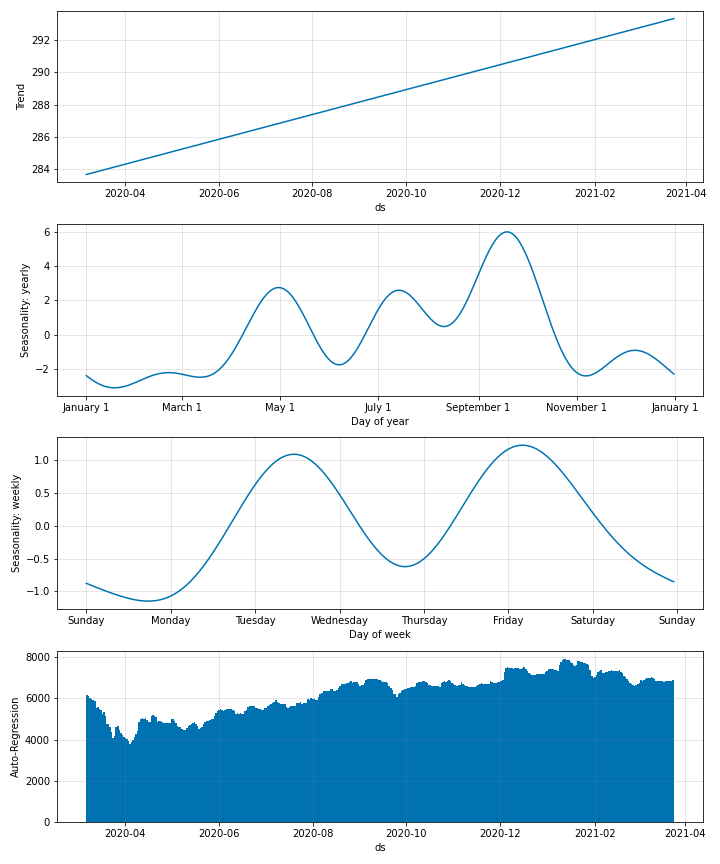 292
290
288
286
284
Trend
2020-04 2020-06 2020-08 2020-10 2020-12 2021-02 2021-04
ds
6
4
2
0
−2
Seasonality: yearly
January 1 March 1 May 1 July 1 September 1 November 1 January 1
Day of year
1.0
0.5
0.0
−0.5
−1.0
Seasonality: weekly
Sunday Monday Tuesday Wednesday Thursday Friday Saturday Sunday
Day of week
8000
6000
4000
2000
0
Auto-Regression
2020-04 2020-06 2020-08 2020-10 2020-12 2021-02 2021-04
ds